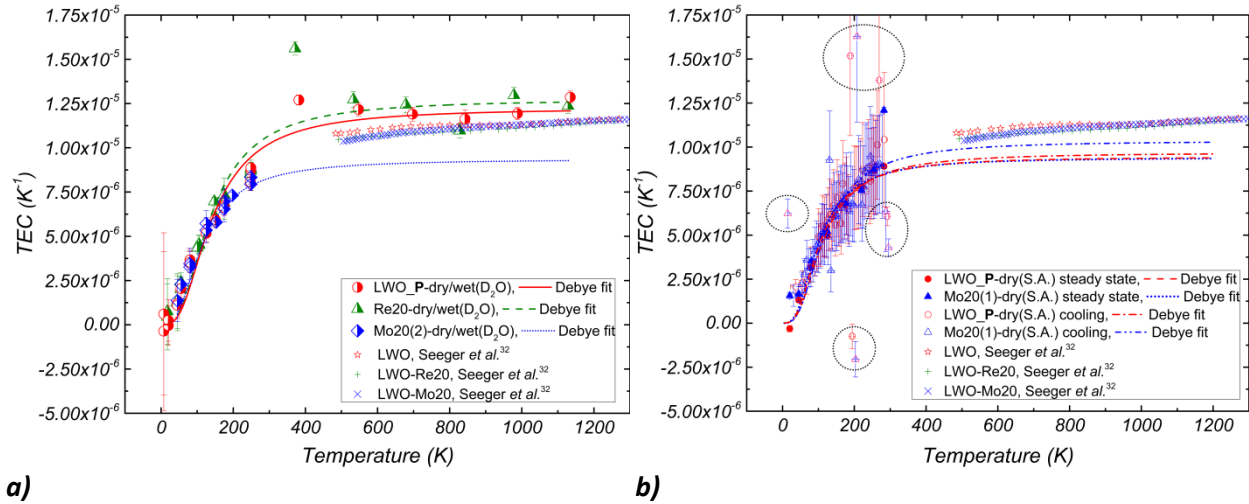 1.75x10⁻⁵
1.50x10⁻⁵
1.25x10⁻⁵
1.00x10⁻⁵
7.50x10⁻⁶
5.00x10⁻⁶
2.50x10⁻⁶
0.00
-2.50x10⁻⁶
-5.00x10⁻⁶
TEC (K⁻¹)
LWO_P-dry/wet(D₂O), Debye fit
Re20-dry/wet(D₂O), Debye fit
Mo20(2)-dry/wet(D₂O), Debye fit
LWO, Seeger et al.³²
LWO-Re20, Seeger et al.³²
LWO-Mo20, Seeger et al.³²
0 200 400 600 800 1000 1200
Temperature (K)
a)
1.75x10⁻⁵
1.50x10⁻⁵
1.25x10⁻⁵
1.00x10⁻⁵
7.50x10⁻⁶
5.00x10⁻⁶
2.50x10⁻⁶
0.00
-2.50x10⁻⁶
-5.00x10⁻⁶
TEC (K⁻¹)
LWO_P-dry(S.A.) steady state, Debye fit
Mo20(1)-dry(S.A.) steady state, Debye fit
LWO_P-dry(S.A.) cooling, Debye fit
Mo20(1)-dry(S.A.) cooling, Debye fit
LWO, Seeger et al.³²
LWO-Re20, Seeger et al.³²
LWO-Mo20, Seeger et al.³²
0 200 400 600 800 1000 1200
Temperature (K)
b)